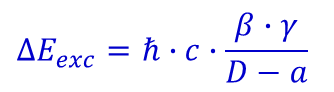 ΔE_exc = ħ · c · (β · γ)/(D − a)